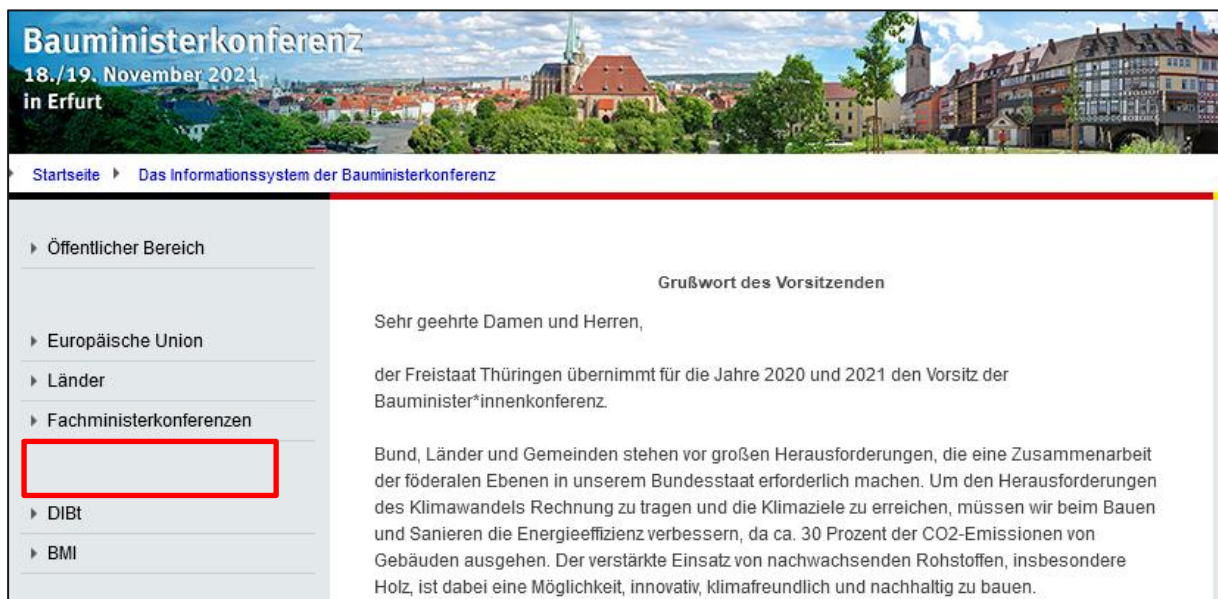 Bauministerkonferenz
18./19. November 2021
in Erfurt
Startseite Das Informationssystem der Bauministerkonferenz
Öffentlicher Bereich
Europäische Union
Länder
Fachministerkonferenzen
DIBt
BMI
Grußwort des Vorsitzenden
Sehr geehrte Damen und Herren,
der Freistaat Thüringen übernimmt für die Jahre 2020 und 2021 den Vorsitz der
Bauminister*innenkonferenz.
Bund, Länder und Gemeinden stehen vor großen Herausforderungen, die eine Zusammenarbeit
der föderalen Ebenen in unserem Bundesstaat erforderlich machen. Um den Herausforderungen
des Klimawandels Rechnung zu tragen und die Klimaziele zu erreichen, müssen wir beim Bauen
und Sanieren die Energieeffizienz verbessern, da ca. 30 Prozent der CO2-Emissionen von
Gebäuden ausgehen. Der verstärkte Einsatz von nachwachsenden Rohstoffen, insbesondere
Holz, ist dabei eine Möglichkeit, innovativ, klimafreundlich und nachhaltig zu bauen.